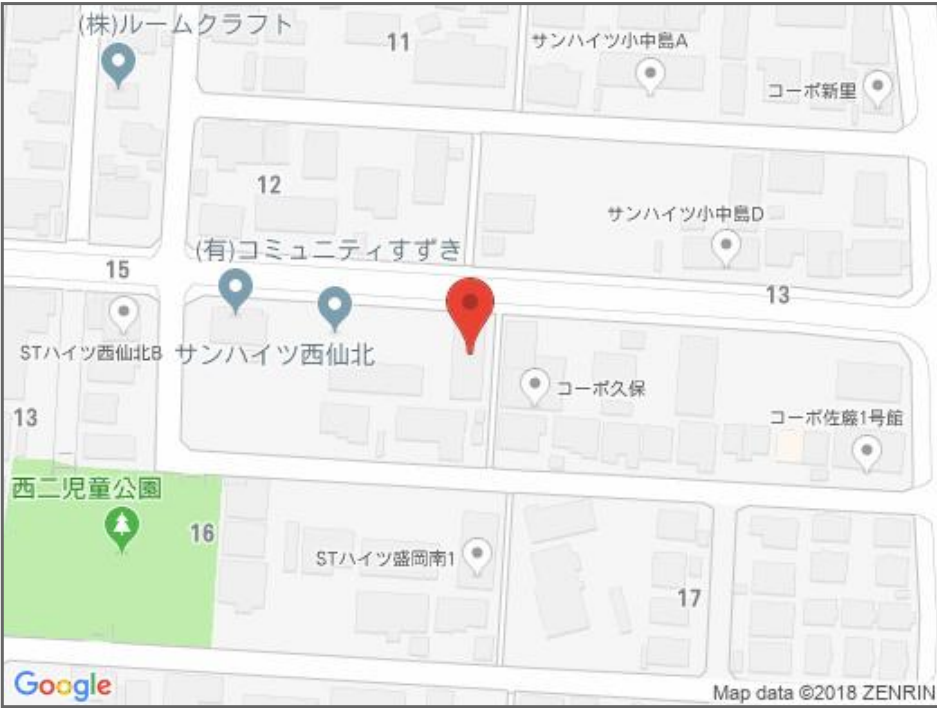 (株)ルームクラフト
11
サンハイツ小中島A
コーポ新里
12
サンハイツ小中島D
(有)コミュニティすずき
15
13
STハイツ西仙北B
サンハイツ西仙北
コーポ久保
13
コーポ佐藤1号館
西二児童公園
16
STハイツ盛岡南1
17
Google
Map data ©2018 ZENRIN